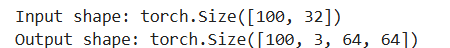 Input shape: torch.Size([100, 32])
Output shape: torch.Size([100, 3, 64, 64])